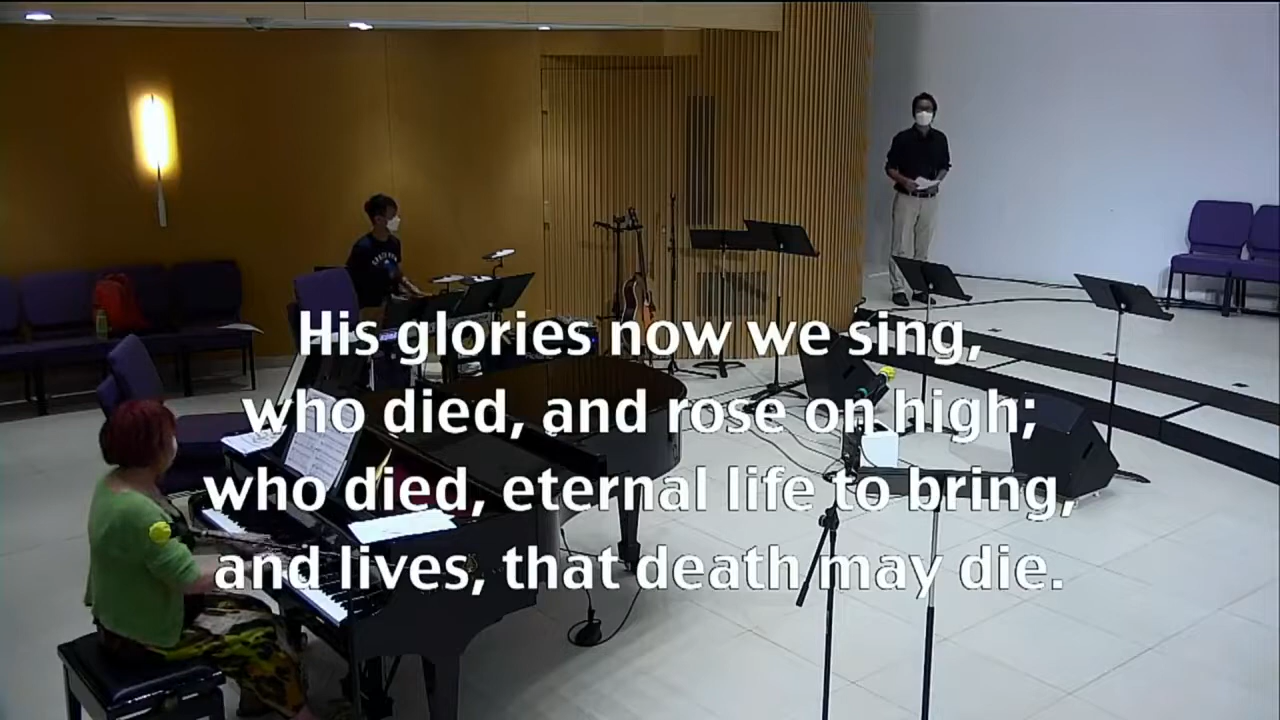 His glories now we sing,
who died, and rose on high;
who died, eternal life to bring,
and lives, that death may die.